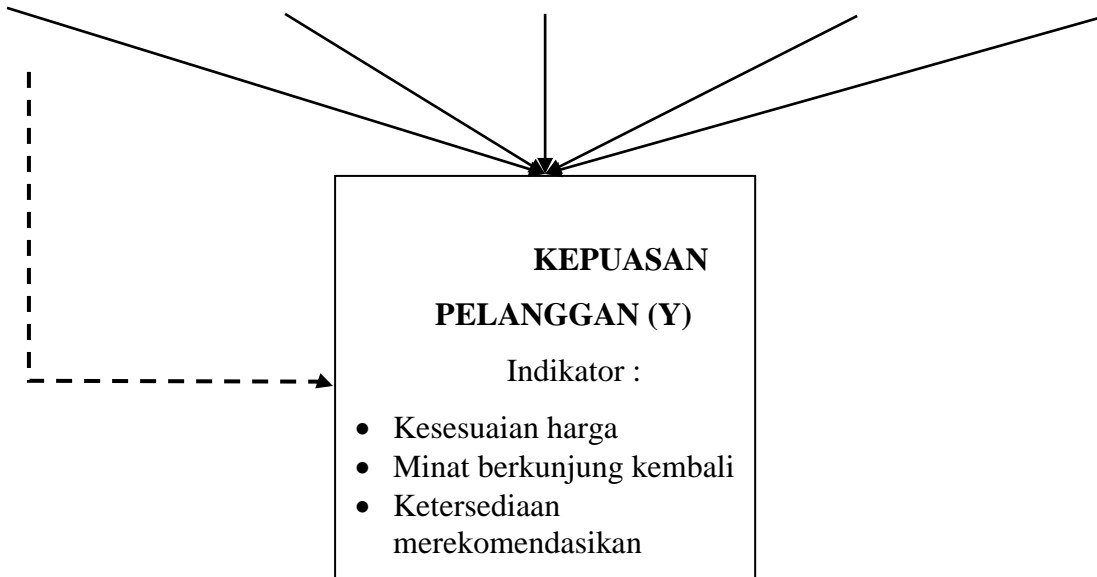 KEPUASAN
PELANGGAN (Y)
Indikator :
• Kesesuaian harga
• Minat berkunjung kembali
• Ketersediaan
merekomendasikan